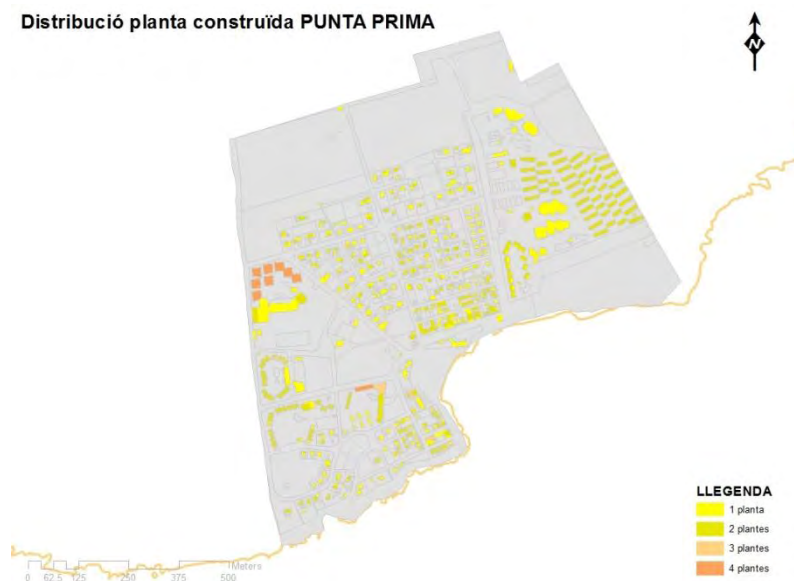 Distribució planta construïda PUNTA PRIMA
N
LLEGENDA
1 planta
2 plantes
3 plantes
4 plantes
Meters
0 62.5 125 250 375 500